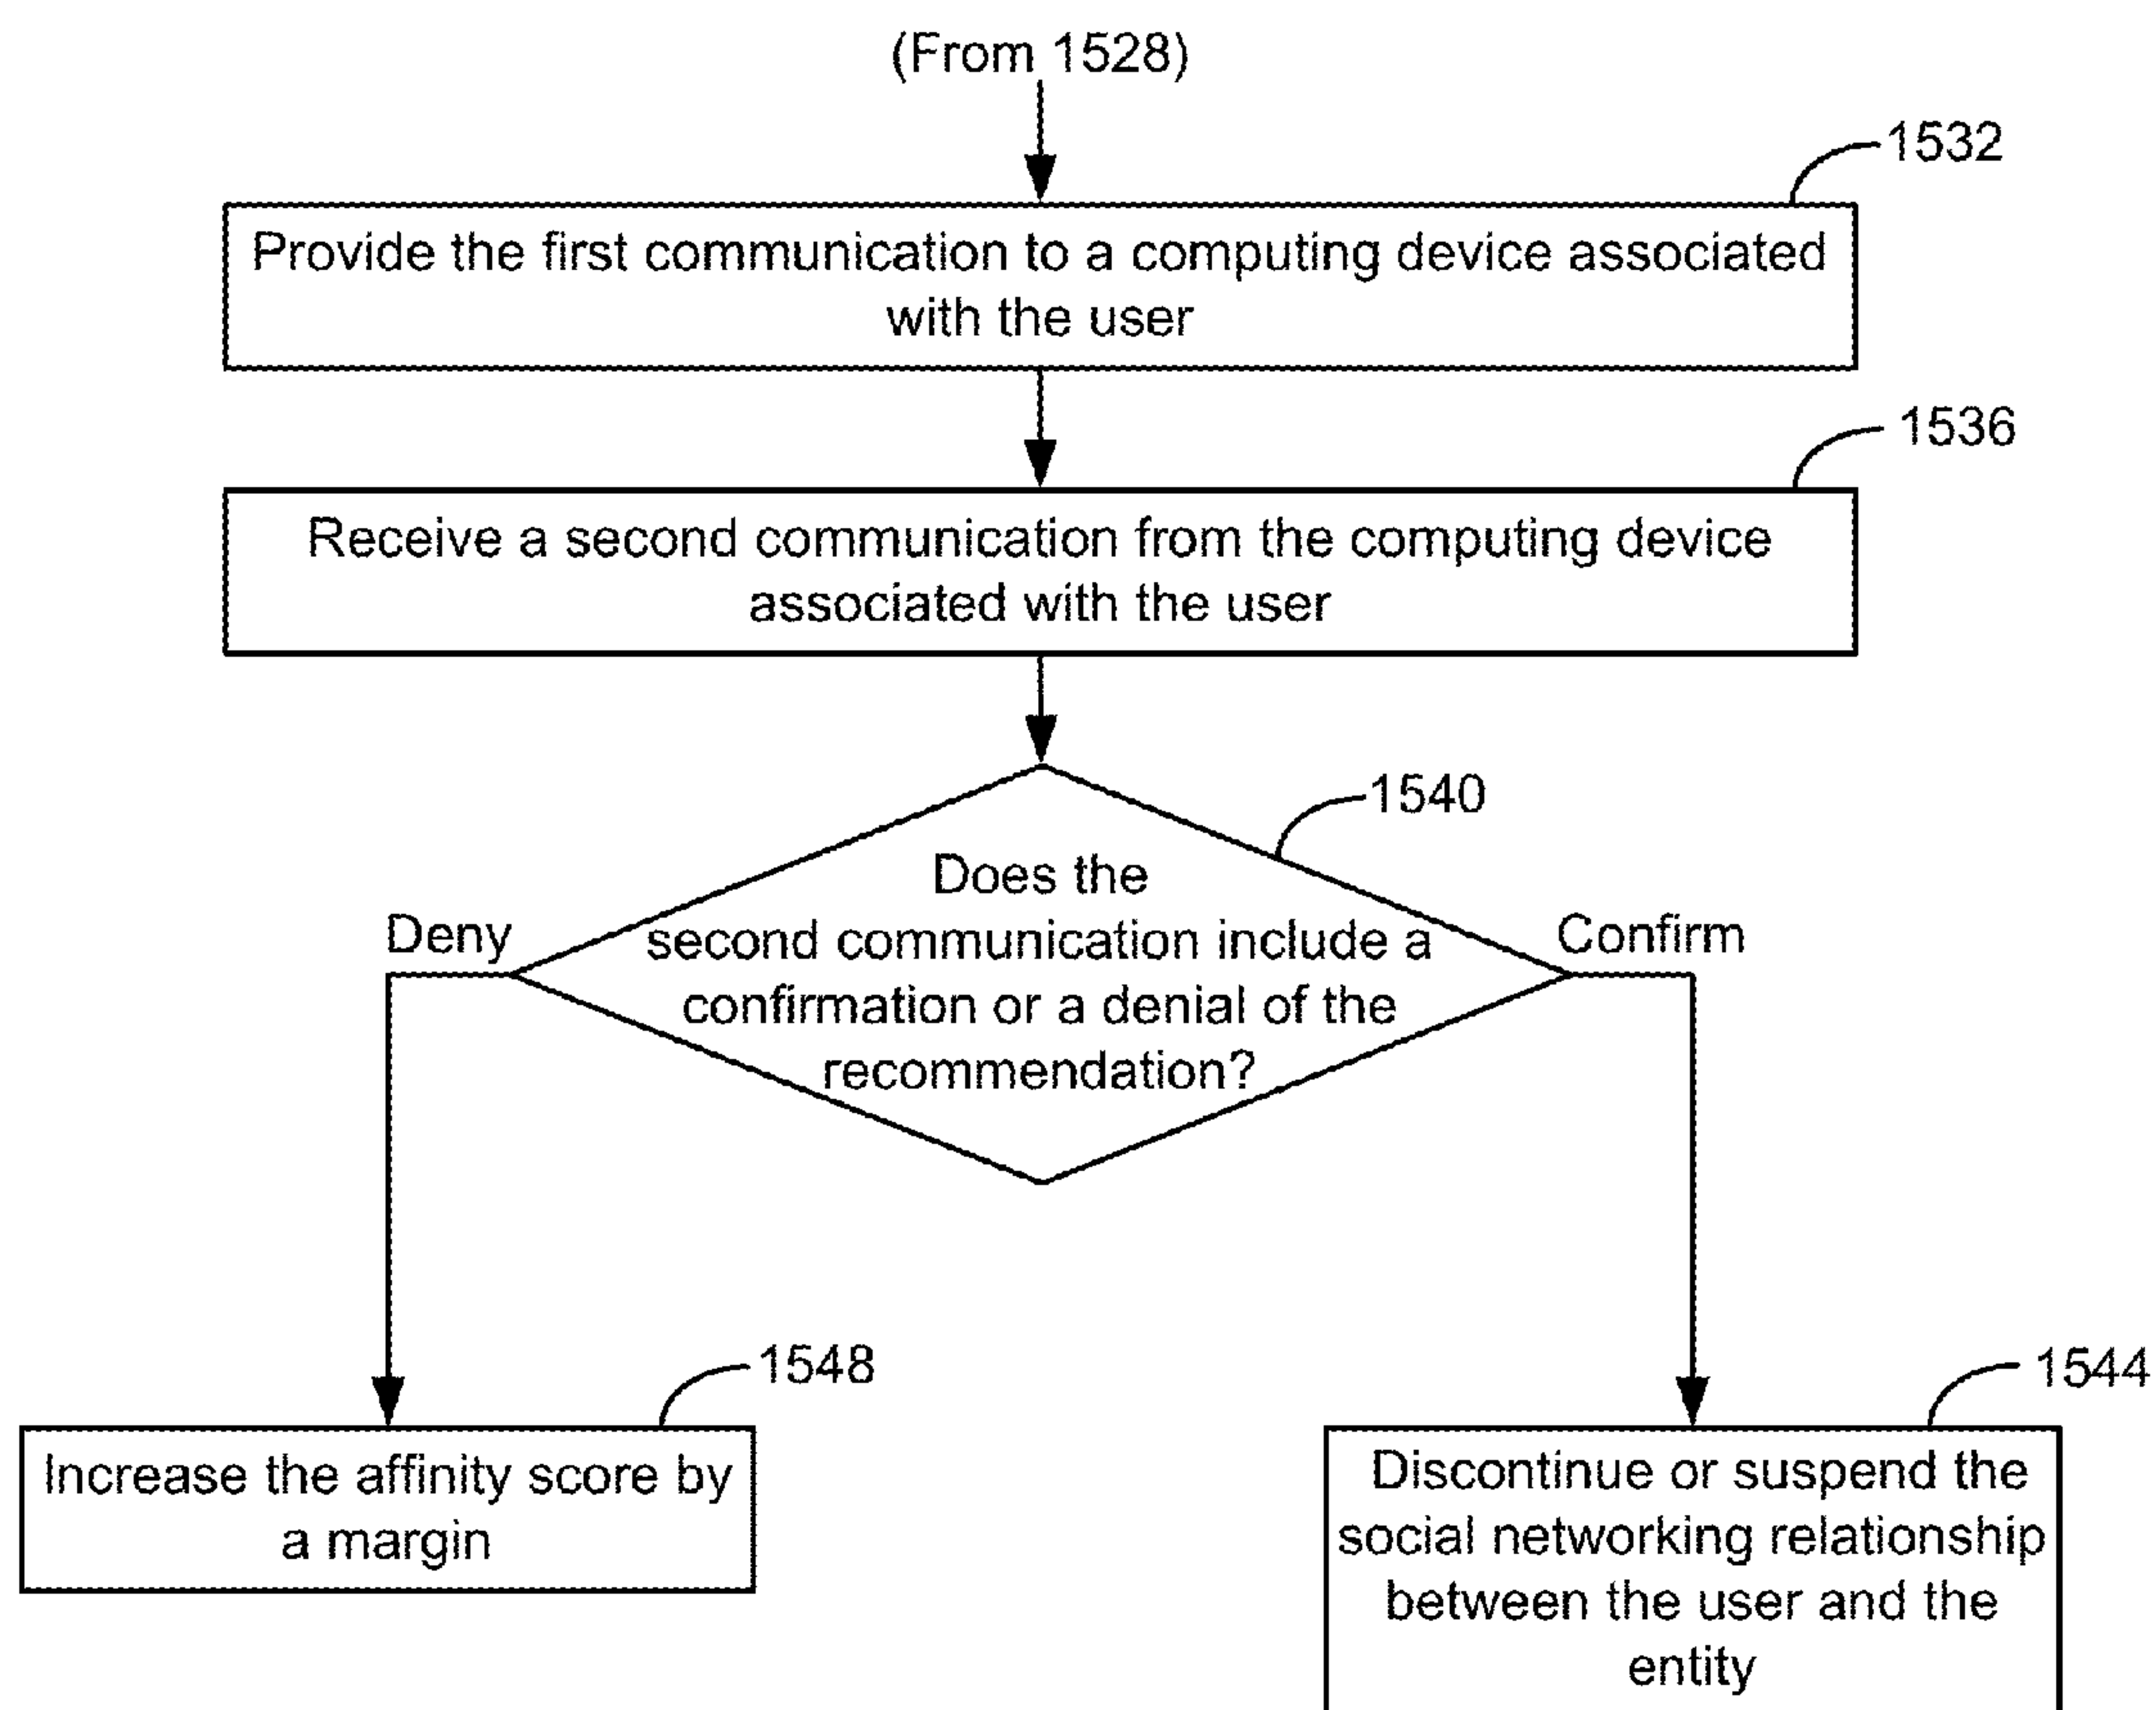 (From 1528)
1532
Provide the first communication to a computing device associated
with the user
1536
Receive a second communication from the computing device
associated with the user
1540
Does the
second communication include a
confirmation or a denial of the
recommendation?
Deny
Confirm
1548
Increase the affinity score by
a margin
1544
Discontinue or suspend the
social networking relationship
between the user and the
entity